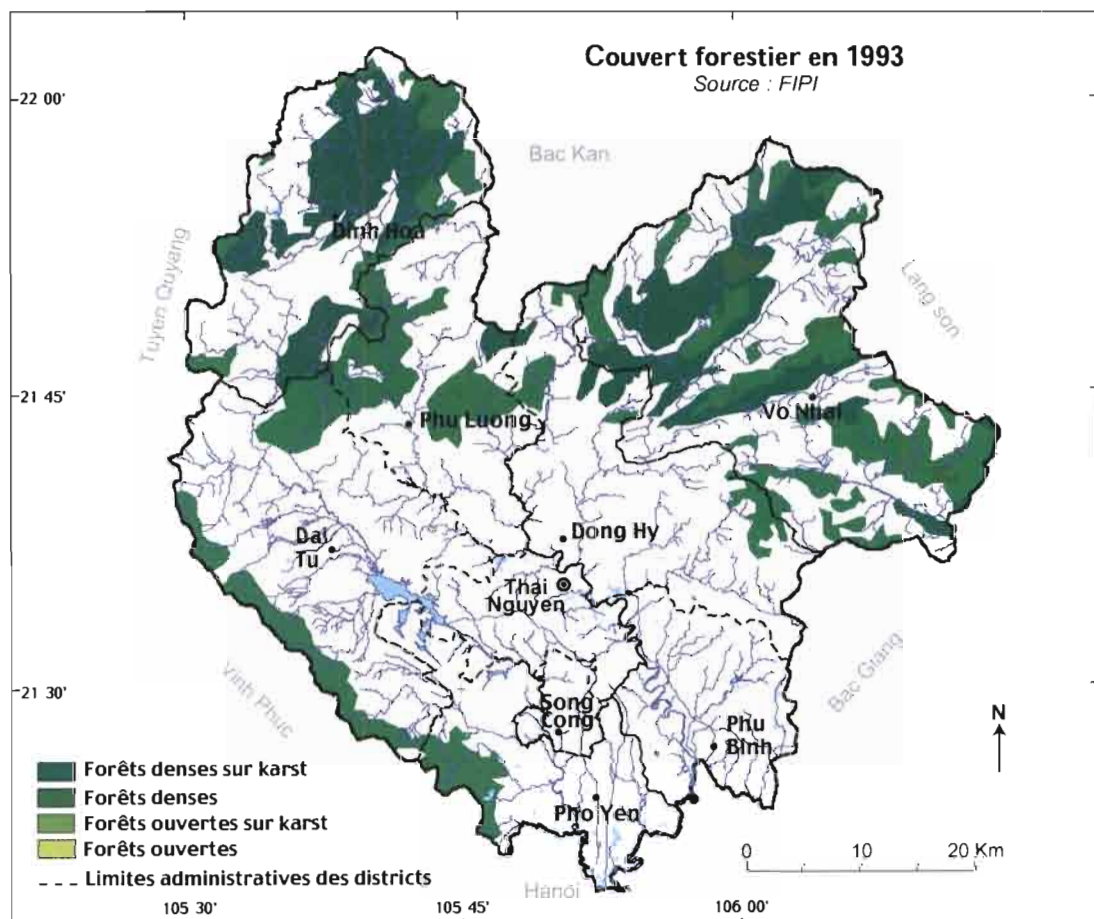 Couvert forestier en 1993
Source : FIPI
22 00'
Bac Kan
Dinh Hoa
Tuyen Quyang
Lang son
21 45'
Phu Luong
Vo Nhai
Dai
Tu
Dong Hy
Thai
Nguyen
Vinh Phuc
Bac Giang
21 30'
Song
Cong
Phu
Binh
N
Pho Yen
Forêts denses sur karst
Forêts denses
Forêts ouvertes sur karst
Forêts ouvertes
Limites administratives des districts
0 10 20 Km
Hanoi
105 30'
105 45'
106 00'